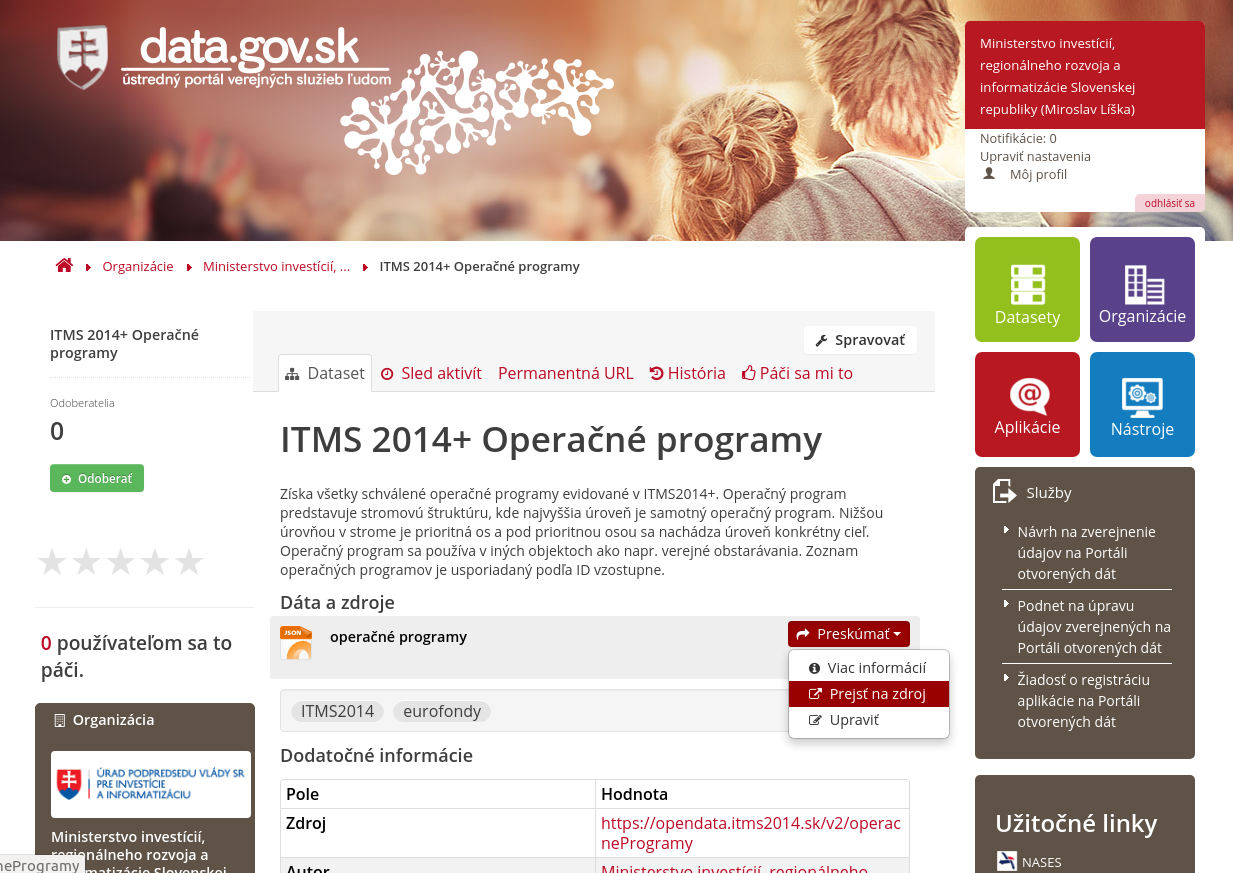 data.gov.sk
ústredný portál verejných služieb ľuďom
Ministerstvo investícií,
regionálneho rozvoja a
informatizácie Slovenskej
republiky (Miroslav Líška)
Notifikácie: 0
Upraviť nastavenia
Môj profil
odhlásiť sa
Organizácie
Ministerstvo investícií, ...
ITMS 2014+ Operačné programy
ITMS 2014+ Operačné
programy
Odoberatelia
0
Odoberať
0 používateľom sa to
páči.
Organizácia
ÚRAD PODPREDSEDU VLÁDY SR
PRE INVESTÍCIE
A INFORMATIZÁCIU
Ministerstvo investícií,
regionálneho rozvoja a
matizácie Slovenskej
neProgramy
Spravovať
Dataset
Sled aktivít
Permanentná URL
História
Páči sa mi to
ITMS 2014+ Operačné programy
Získa všetky schválené operačné programy evidované v ITMS2014+. Operačný program
predstavuje stromovú štruktúru, kde najvyššia úroveň je samotný operačný program. Nižšou
úrovňou v strome je prioritná os a pod prioritnou osou sa nachádza úroveň konkrétny cieľ.
Operačný program sa používa v iných objektoch ako napr. verejné obstarávania. Zoznam
operačných programov je usporiadaný podľa ID vzostupne.
Dáta a zdroje
JSON
operačné programy
Preskúmať
Viac informácií
Prejsť na zdroj
Upraviť
ITMS2014
eurofondy
Dodatočné informácie
Pole
Hodnota
Zdroj
https://opendata.itms2014.sk/v2/operac
neProgramy
Autor
Ministerstvo investícií, regionálneho
Datasety
Organizácie
Aplikácie
Nástroje
Služby
Návrh na zverejnenie
údajov na Portáli
otvorených dát
Podnet na úpravu
údajov zverejnených na
Portáli otvorených dát
Žiadosť o registráciu
aplikácie na Portáli
otvorených dát
Užitočné linky
NASES